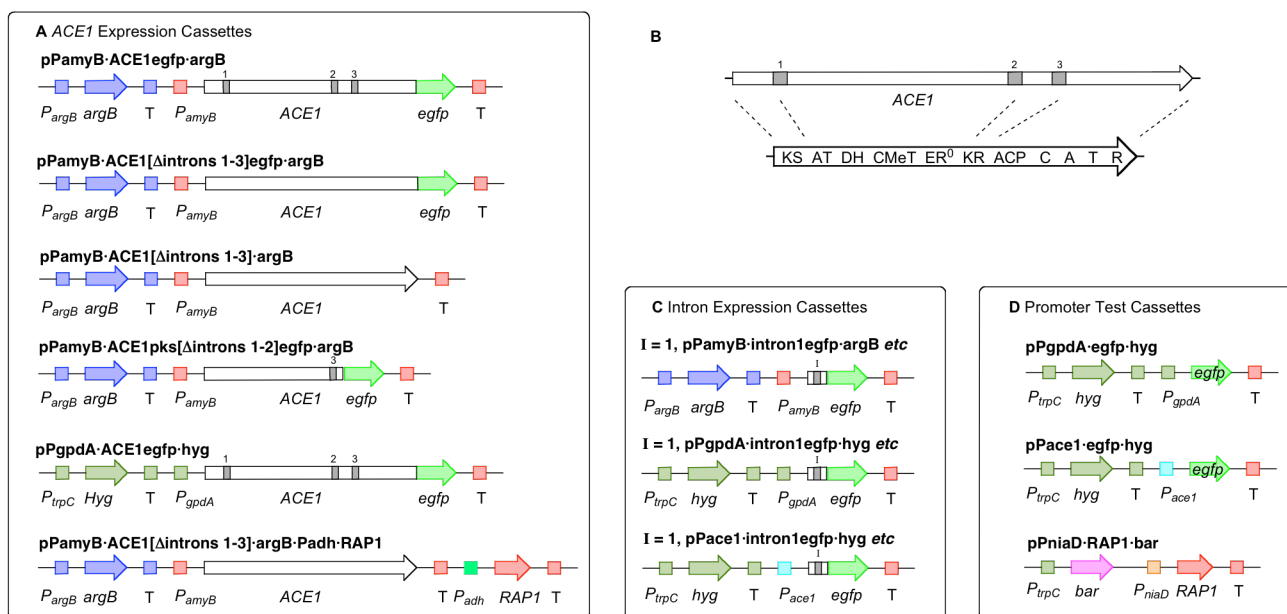 A ACE1 Expression Cassettes
pPamyB·ACE1egfp·argB
1 2 3
PargB argB T PamyB ACE1 egfp T
pPamyB·ACE1[Δintrons 1-3]egfp·argB
PargB argB T PamyB ACE1 egfp T
pPamyB·ACE1[Δintrons 1-3]·argB
PargB argB T PamyB ACE1 T
pPamyB·ACE1pks[Δintrons 1-2]egfp·argB
3
PargB argB T PamyB ACE1 egfp T
pPgpdA·ACE1egfp·hyg
1 2 3
PtrpC Hyg T PgpdA ACE1 egfp T
pPamyB·ACE1[Δintrons 1-3]·argB·Padh·RAP1
PargB argB T PamyB ACE1 T Padh RAP1 T
B
1 2 3
ACE1
KS AT DH CMeT ER⁰ KR ACP C A T R
C Intron Expression Cassettes
I = 1, pPamyB·intron1egfp·argB etc
I
PargB argB T PamyB egfp T
I = 1, pPgpdA·intron1egfp·hyg etc
I
PtrpC hyg T PgpdA egfp T
I = 1, pPace1·intron1egfp·hyg etc
I
PtrpC hyg T Pace1 egfp T
D Promoter Test Cassettes
pPgpdA·egfp·hyg
egfp
PtrpC hyg T PgpdA T
pPace1·egfp·hyg
egfp
PtrpC hyg T Pace1 T
pPniaD·RAP1·bar
PtrpC bar PniaD RAP1 T